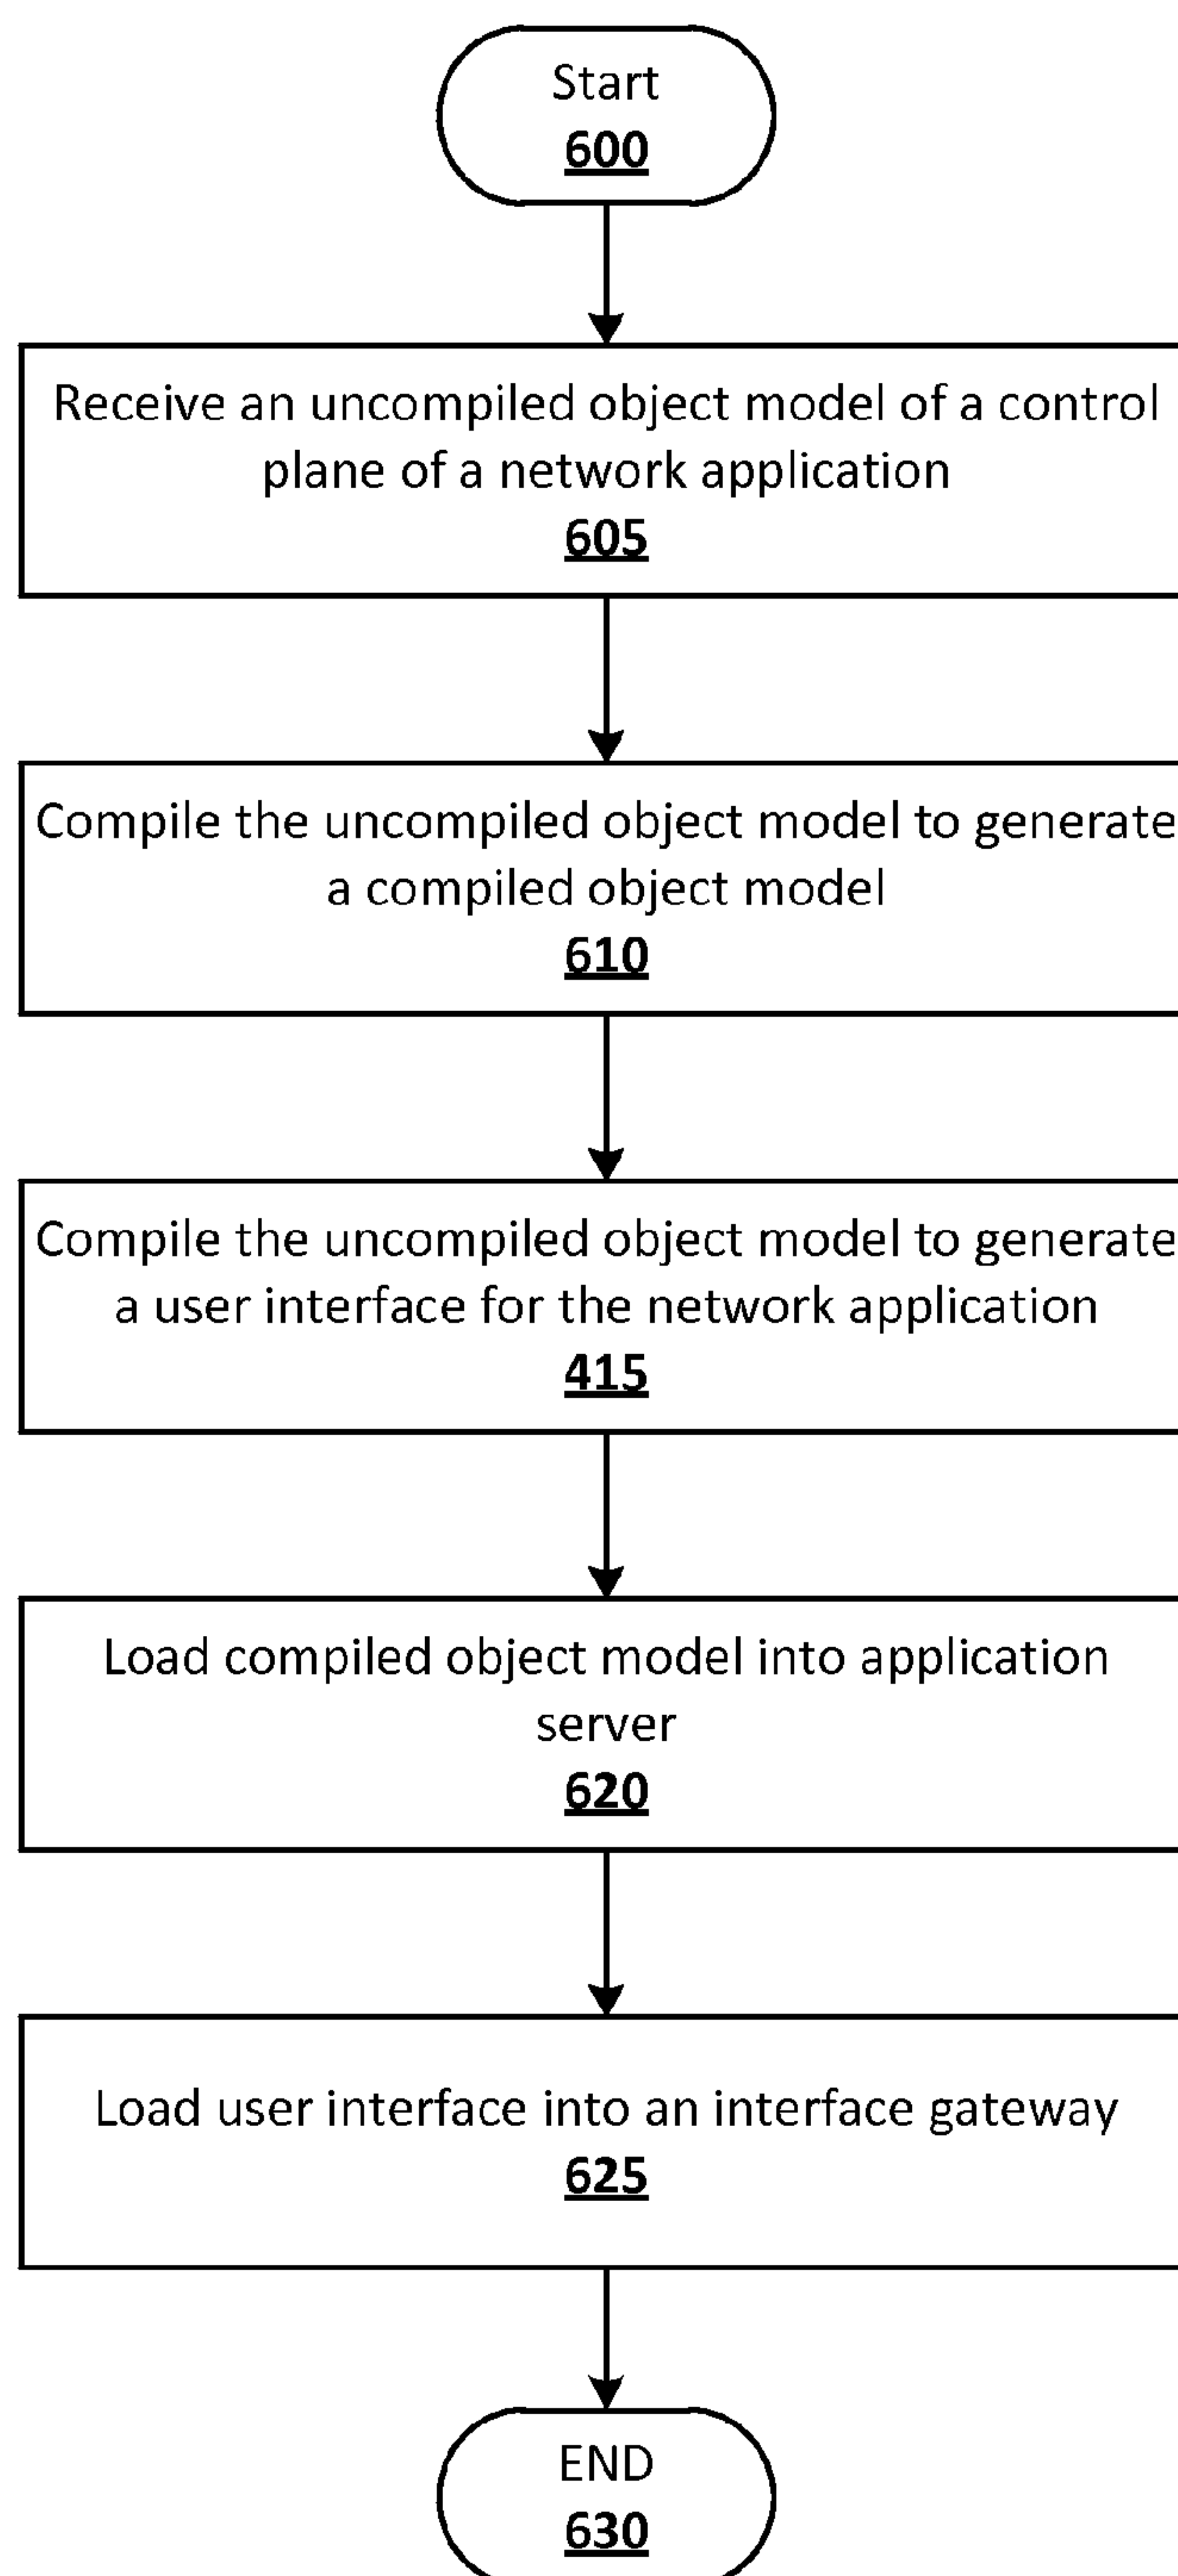 Start
600
Receive an uncompiled object model of a control
plane of a network application
605
Compile the uncompiled object model to generate
a compiled object model
610
Compile the uncompiled object model to generate
a user interface for the network application
415
Load compiled object model into application
server
620
Load user interface into an interface gateway
625
END
630